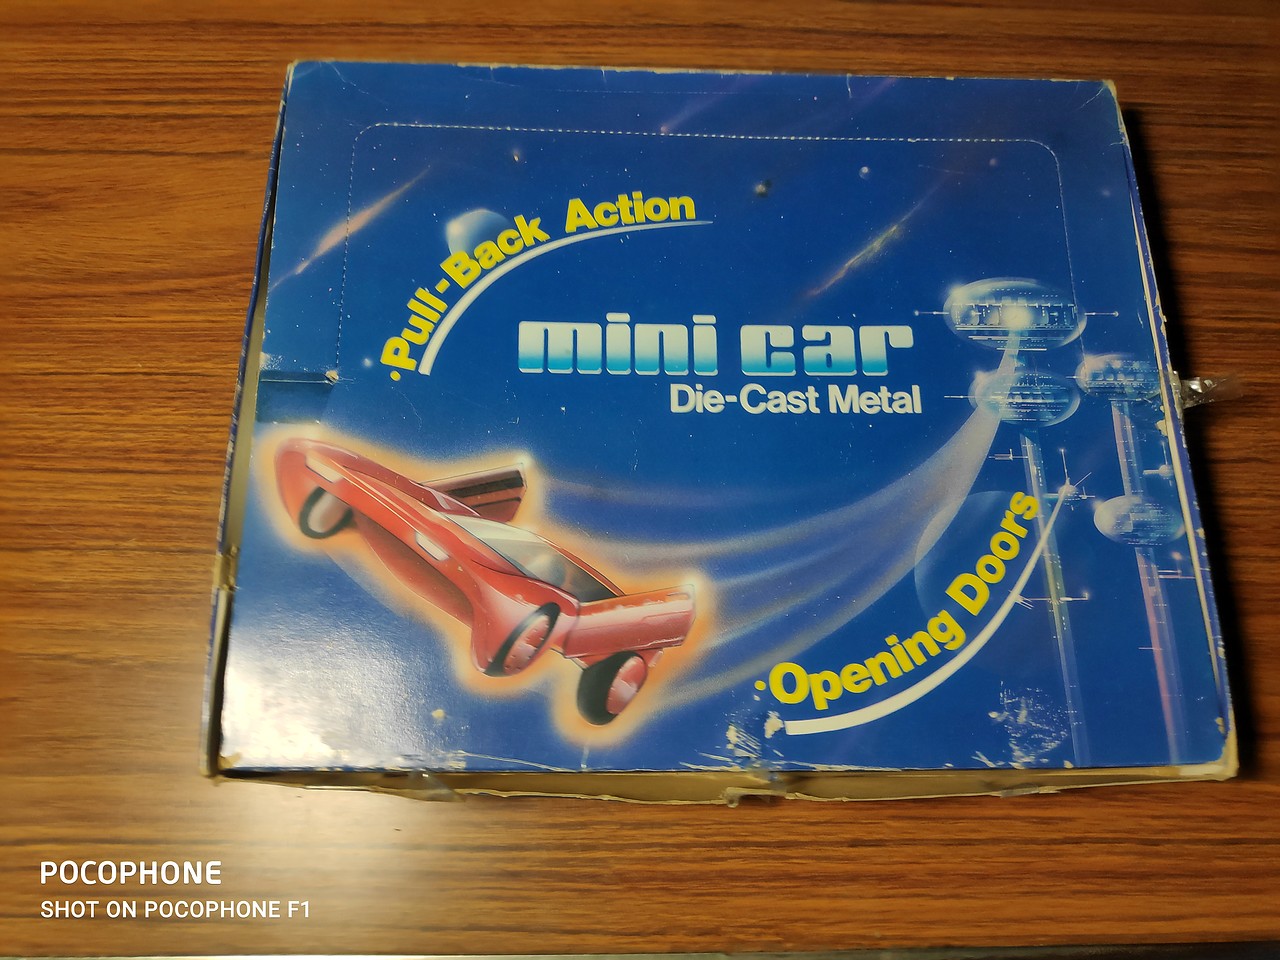 ·Pull-Back Action
mini car
Die-Cast Metal
·Opening Doors
POCOPHONE
SHOT ON POCOPHONE F1